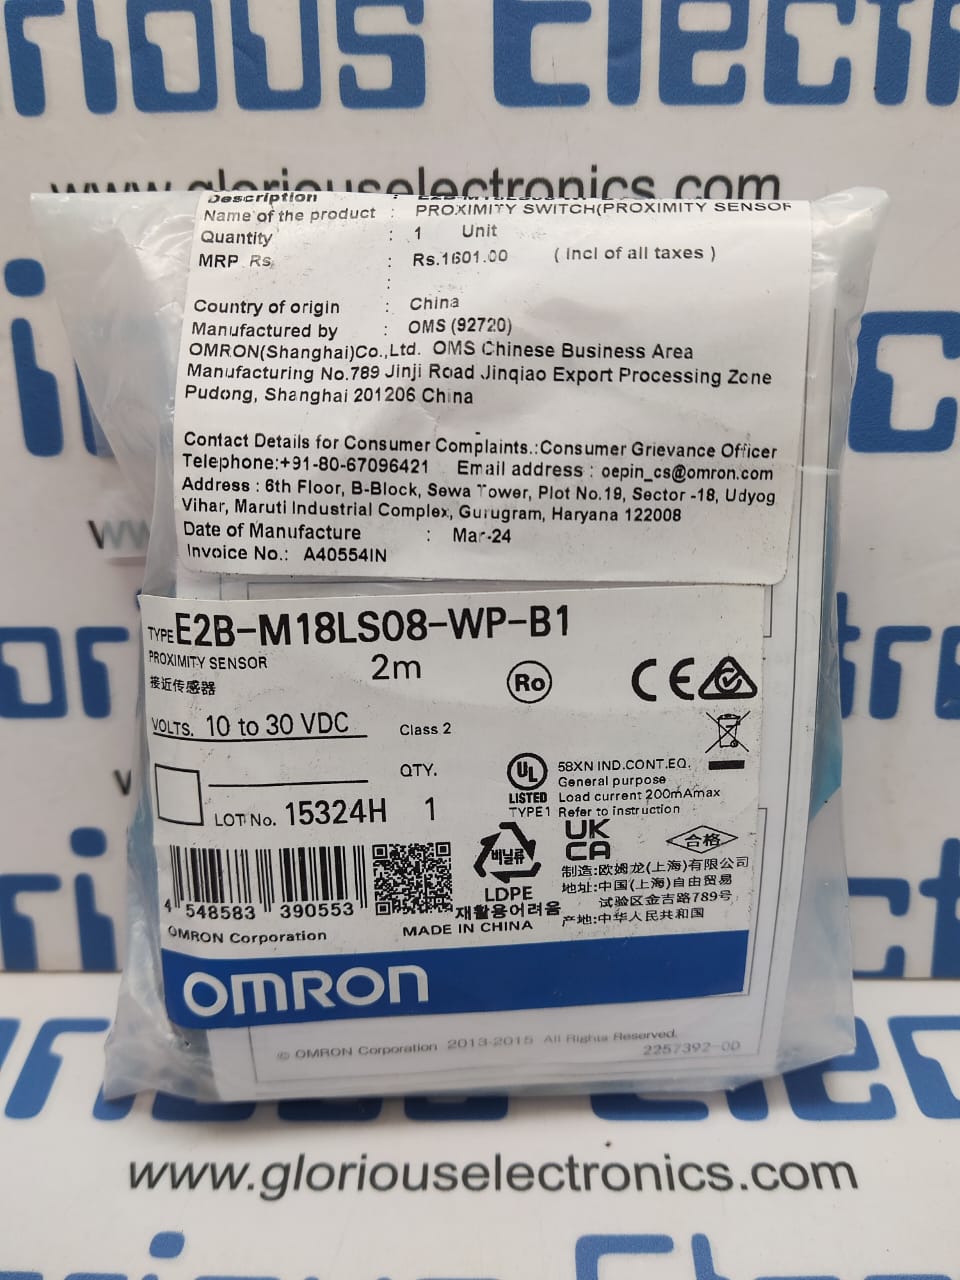 rious Electr
www.gloriouselectronics.com
Description :
Name of the product : PROXIMITY SWITCH(PROXIMITY SENSOR
Quantity : 1 Unit
MRP Rs : Rs.1601.00 ( Incl of all taxes )
:
Country of origin : China
Manufactured by : OMS (92720)
OMRON(Shanghai)Co.,Ltd. OMS Chinese Business Area
Manufacturing No.789 Jinji Road Jinqiao Export Processing Zone
Pudong, Shanghai 201206 China
Contact Details for Consumer Complaints.:Consumer Grievance Officer
Telephone:+91-80-67096421 Email address : oepin_cs@omron.com
Address : 6th Floor, B-Block, Sewa Tower, Plot No.19, Sector -18, Udyog
Vihar, Maruti Industrial Complex, Gurugram, Haryana 122008
Date of Manufacture : Mar-24
Invoice No.: A40554IN
TYPE E2B-M18LS08-WP-B1
PROXIMITY SENSOR 2m
接近传感器
Ro
CE
VOLTS. 10 to 30 VDC Class 2
QTY.
LOT No. 15324H 1
UL
LISTED
TYPE1
58XN IND.CONT.EQ.
General purpose
Load current 200mAmax
Refer to instruction
UK
CA
合格
비닐류
LDPE
재활용어려움
制造:欧姆龙(上海)有限公司
地址:中国(上海)自由贸易
试验区金吉路789号
产地:中华人民共和国
4 548583 390553
OMRON Corporation
MADE IN CHINA
OMRON
© OMRON Corporation 2013-2015 All Rights Reserved.
2257392-0D
www.gloriouselectronics.com